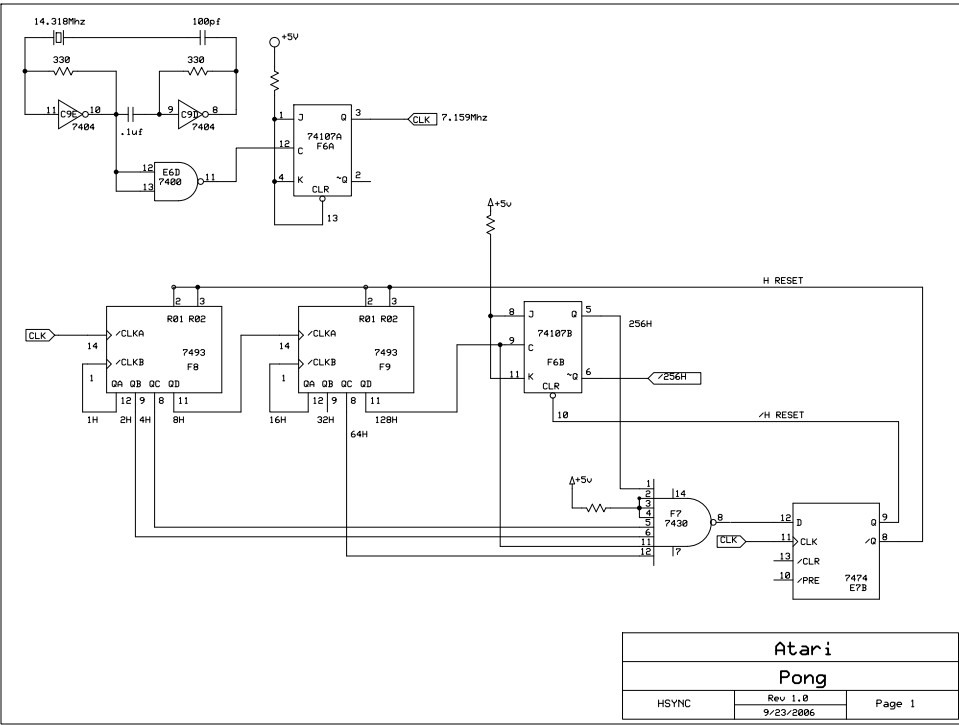 14.318Mhz 100pf
330 330
+5V
11 C9E 10 9 C9D 8
7404 .1uf 7404
1 J Q 3 CLK 7.159Mhz
74107A
F6A
12 C
4 K ~Q 2
CLR
13
12 E6D 11
13 7400
+5v
H RESET
2 3 2 3
R01 R02 R01 R02
CLK 14 /CLKA 14 /CLKA
7493 7493
1 /CLKB F8 1 /CLKB F9
QA QB QC QD QA QB QC QD
12 9 8 11 12 9 8 11
1H 2H 4H 8H 16H 32H 64H 128H
8 J Q 5
256H
74107B
9 C
F6B
11 K ~Q 6 /256H
CLR
10 /H RESET
+5v
1
2 14
3 F7
4 7430 8
5
6
11
12 7
12 D Q 9
CLK 11 CLK /Q 8
13 /CLR
10 /PRE 7474
E7B
Atari
Pong
HSYNC Rev 1.0 Page 1
9/23/2006